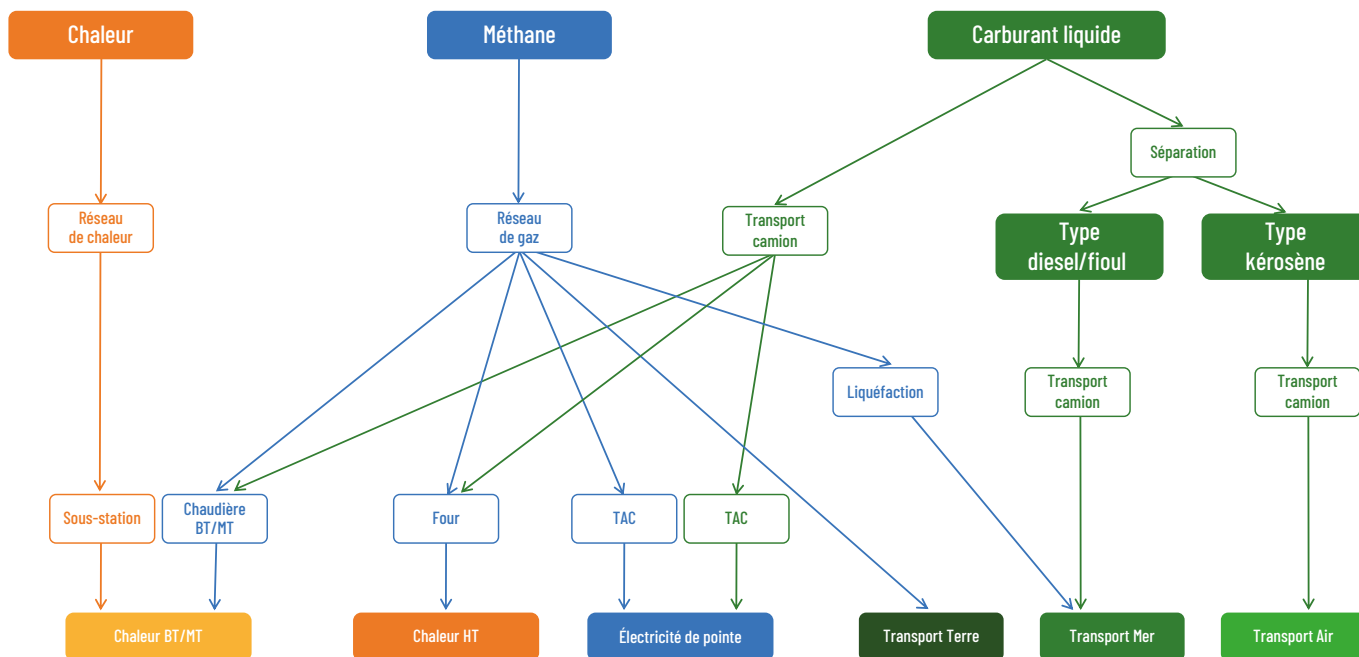 Chaleur
Méthane
Carburant liquide
Séparation
Réseau
de chaleur
Réseau
de gaz
Transport
camion
Type
diesel/fioul
Type
kérosène
Liquéfaction
Transport
camion
Transport
camion
Sous-station
Chaudière
BT/MT
Four
TAC
TAC
Chaleur BT/MT
Chaleur HT
Électricité de pointe
Transport Terre
Transport Mer
Transport Air